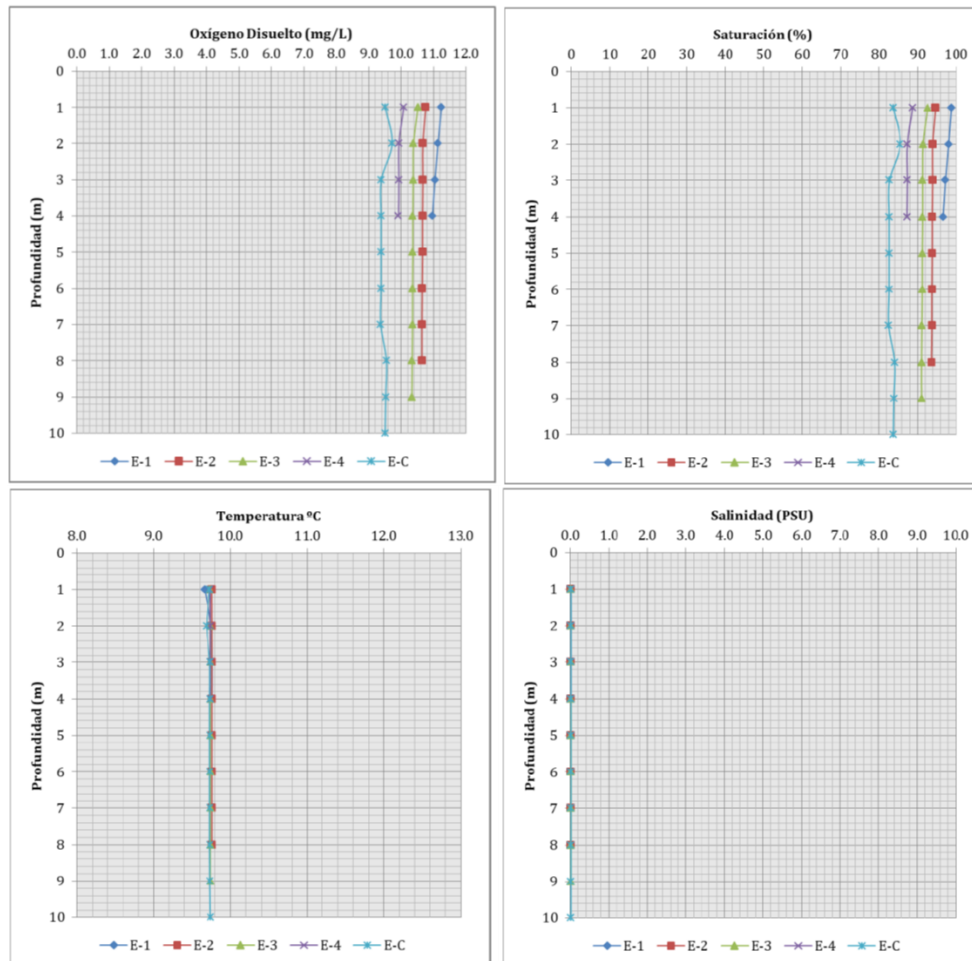 Oxígeno Disuelto (mg/L)
0.0 1.0 2.0 3.0 4.0 5.0 6.0 7.0 8.0 9.0 10.0 11.0 12.0
0
1
2
3
4
5
6
7
8
9
10
Profundidad (m)
E-1 E-2 E-3 E-4 E-C
Saturación (%)
0 10 20 30 40 50 60 70 80 90 100
0
1
2
3
4
5
6
7
8
9
10
Profundidad (m)
E-1 E-2 E-3 E-4 E-C
Temperatura ºC
8.0 9.0 10.0 11.0 12.0 13.0
0
1
2
3
4
5
6
7
8
9
10
Profundidad (m)
E-1 E-2 E-3 E-4 E-C
Salinidad (PSU)
0.0 1.0 2.0 3.0 4.0 5.0 6.0 7.0 8.0 9.0 10.0
0
1
2
3
4
5
6
7
8
9
10
Profundidad (m)
E-1 E-2 E-3 E-4 E-C